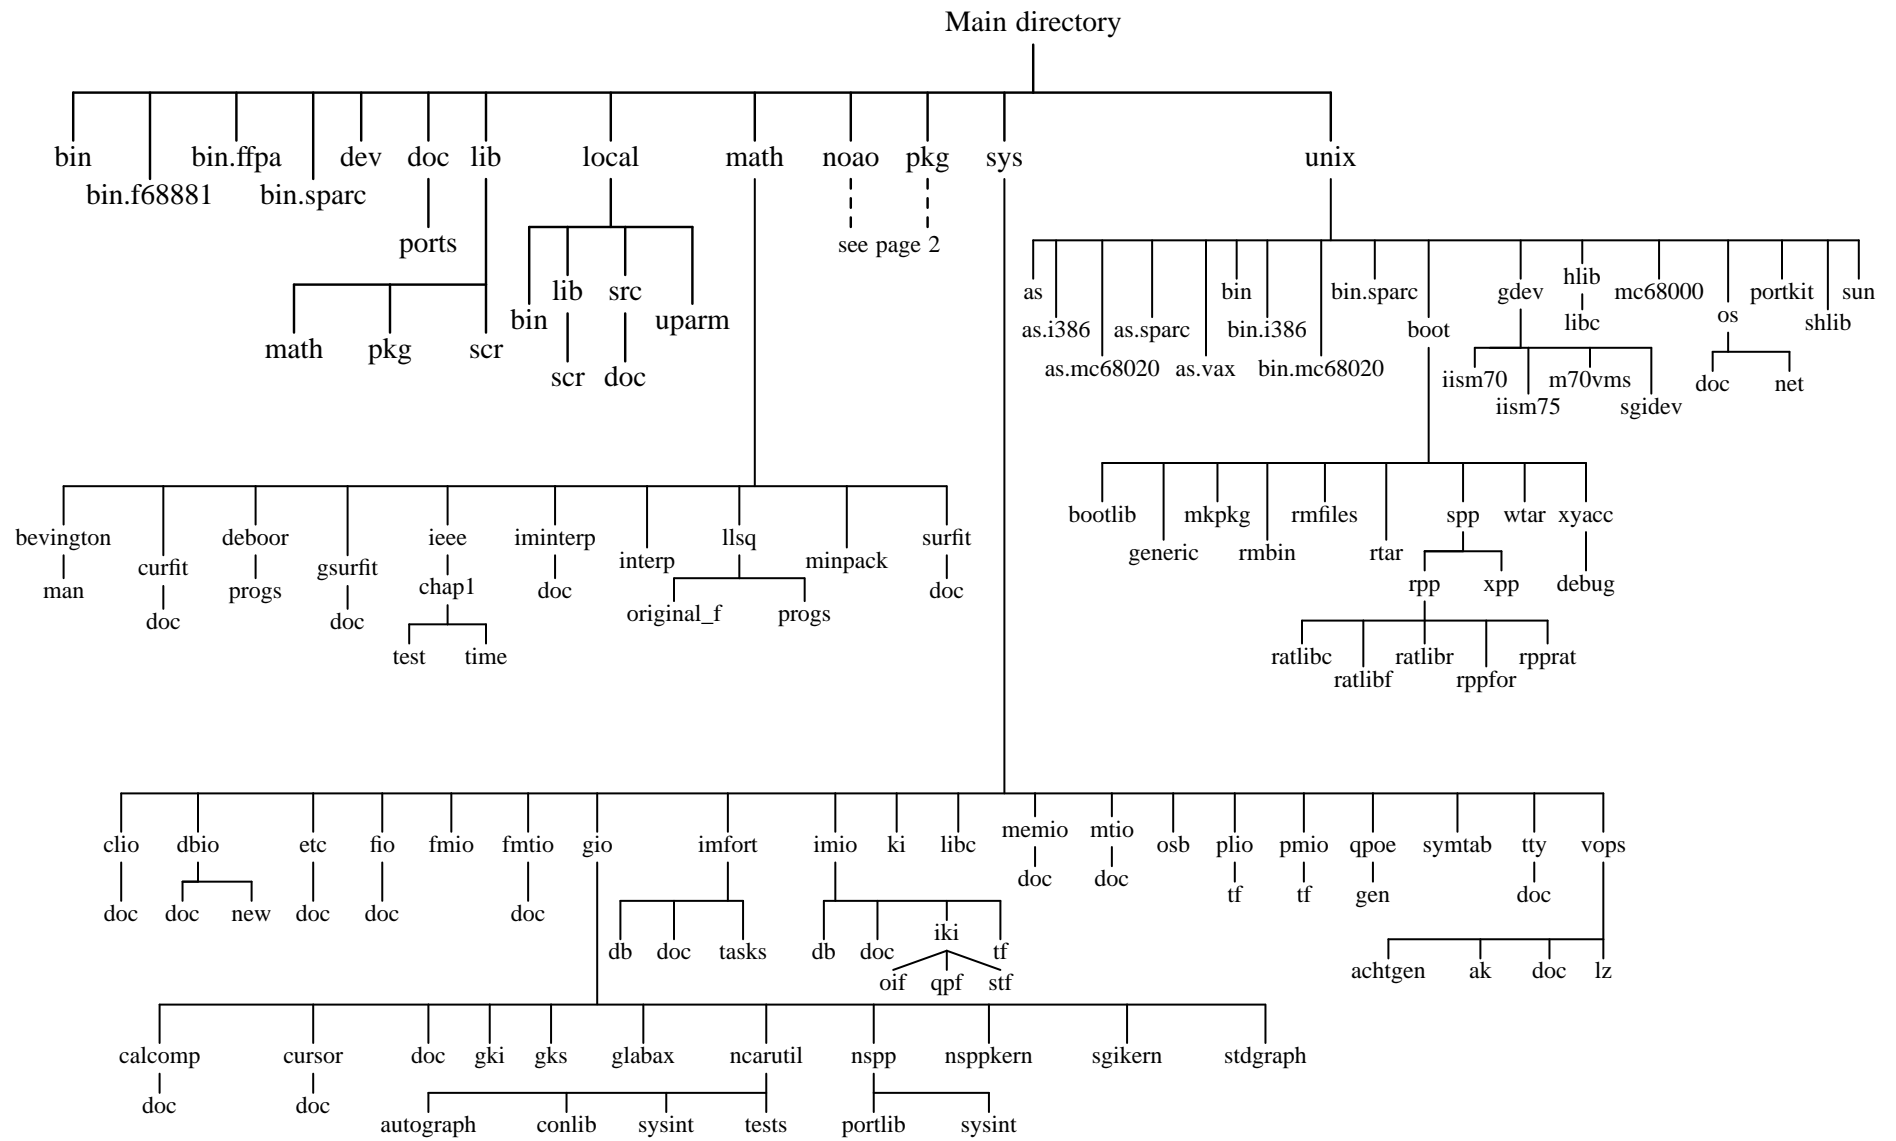 Main directory
bin bin.ffpa dev doc lib local math noao pkg sys unix
bin.f68881 bin.sparc
ports see page 2
as bin bin.sparc gdev hlib mc68000 portkit sun
lib src
bin uparm
as.i386 as.sparc bin.i386 boot libc os shlib
math pkg scr
as.mc68020 as.vax bin.mc68020
scr doc
iism70 m70vms doc net
iism75 sgidev
bootlib mkpkg rmfiles spp wtar xyacc
bevington deboor ieee iminterp llsq surfit
generic rmbin rtar
curfit gsurfit interp minpack
man progs chap1 doc doc
rpp xpp debug
doc doc original_f progs
test time
ratlibc ratlibr rpprat
ratlibf rppfor
memio mtio
clio dbio etc fio fmio fmtio gio imfort imio ki libc osb plio pmio qpoe symtab tty vops
doc doc
tf tf gen doc
doc doc new doc doc doc
iki
db doc tasks db doc tf
achtgen ak doc lz
oif qpf stf
calcomp cursor doc gki gks glabax ncarutil nspp nsppkern sgikern stdgraph
doc doc
autograph conlib sysint tests portlib sysint